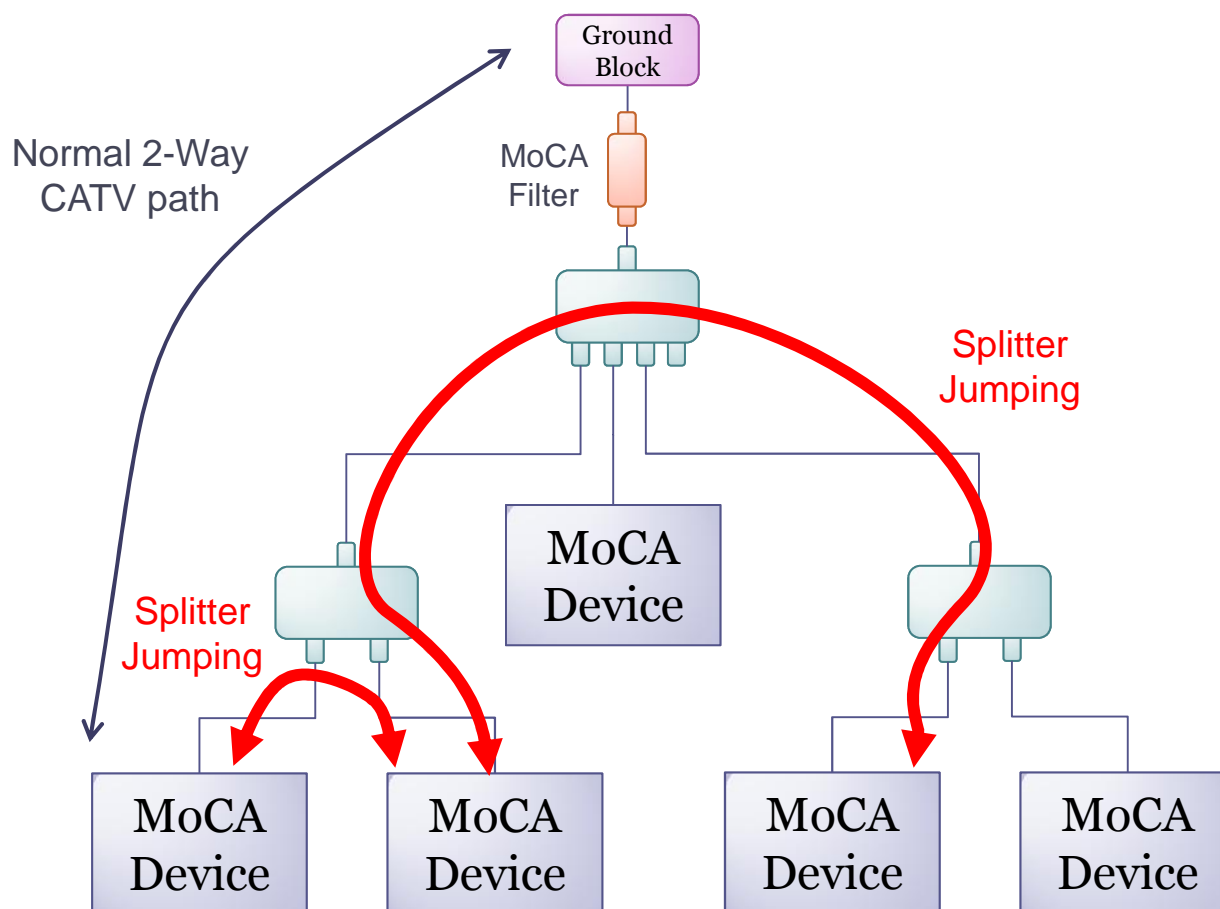 Ground
Block
Normal 2-Way
CATV path
MoCA
Filter
Splitter
Jumping
MoCA
Device
Splitter
Jumping
MoCA
Device
MoCA
Device
MoCA
Device
MoCA
Device